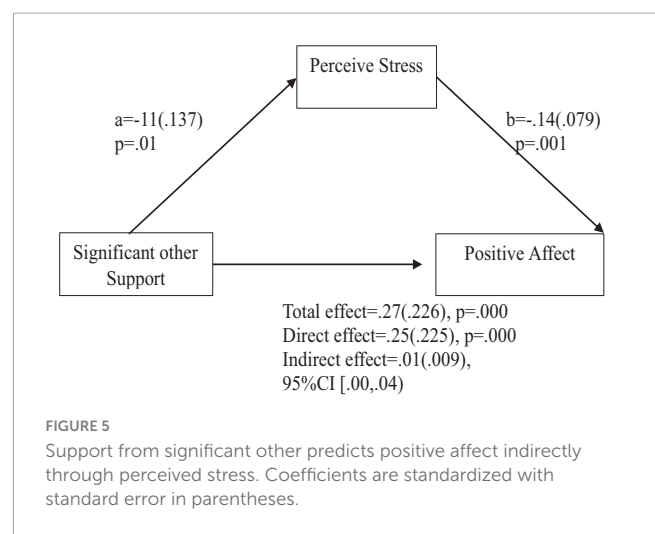 Perceive Stress
a=-11(.137)
p=.01
b=-.14(.079)
p=.001
Significant other
Support
Positive Affect
Total effect=.27(.226), p=.000
Direct effect=.25(.225), p=.000
Indirect effect=.01(.009),
95%CI [.00,.04)
FIGURE 5
Support from significant other predicts positive affect indirectly
through perceived stress. Coefficients are standardized with
standard error in parentheses.